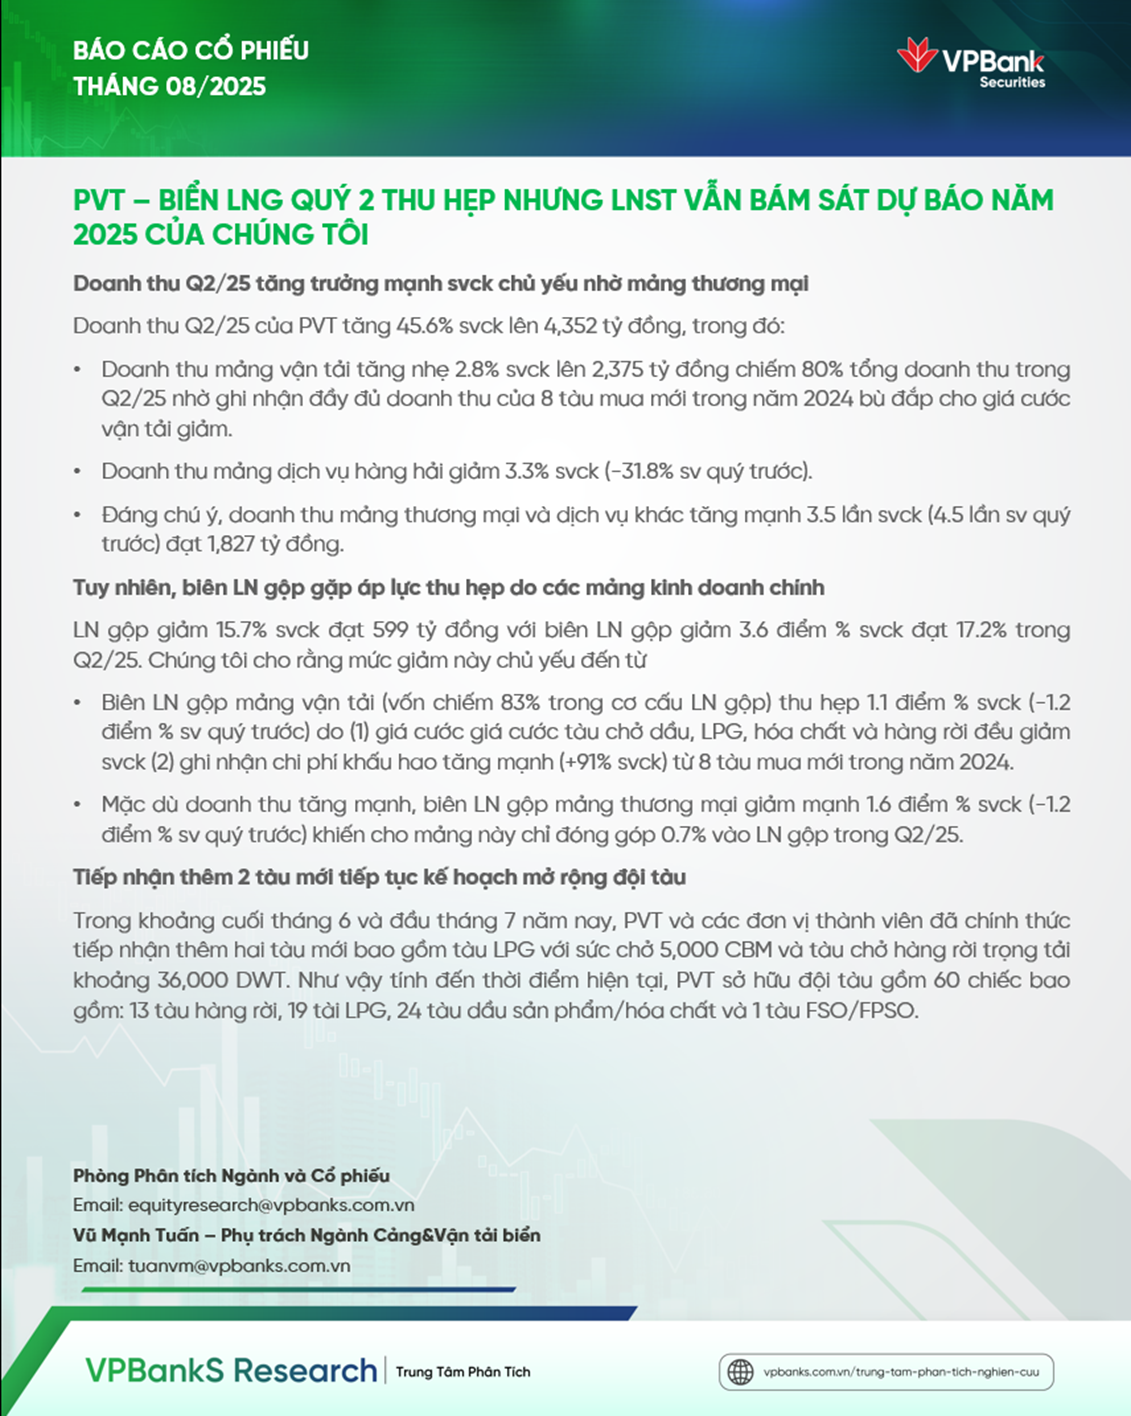 BÁO CÁO CỔ PHIẾU
THÁNG 08/2025
VPBank
Securities
PVT – BIỂN LNG QUÝ 2 THU HẸP NHƯNG LNST VẪN BÁM SÁT DỰ BÁO NĂM
2025 CỦA CHÚNG TÔI
Doanh thu Q2/25 tăng trưởng mạnh svck chủ yếu nhờ mảng thương mại
Doanh thu Q2/25 của PVT tăng 45.6% svck lên 4,352 tỷ đồng, trong đó:
• Doanh thu mảng vận tải tăng nhẹ 2.8% svck lên 2,375 tỷ đồng chiếm 80% tổng doanh thu trong
Q2/25 nhờ ghi nhận đầy đủ doanh thu của 8 tàu mua mới trong năm 2024 bù đắp cho giá cước
vận tải giảm.
• Doanh thu mảng dịch vụ hàng hải giảm 3.3% svck (-31.8% sv quý trước).
• Đáng chú ý, doanh thu mảng thương mại và dịch vụ khác tăng mạnh 3.5 lần svck (4.5 lần sv quý
trước) đạt 1,827 tỷ đồng.
Tuy nhiên, biên LN gộp gặp áp lực thu hẹp do các mảng kinh doanh chính
LN gộp giảm 15.7% svck đạt 599 tỷ đồng với biên LN gộp giảm 3.6 điểm % svck đạt 17.2% trong
Q2/25. Chúng tôi cho rằng mức giảm này chủ yếu đến từ
• Biên LN gộp mảng vận tải (vốn chiếm 83% trong cơ cấu LN gộp) thu hẹp 1.1 điểm % svck (-1.2
điểm % sv quý trước) do (1) giá cước giá cước tàu chở dầu, LPG, hóa chất và hàng rời đều giảm
svck (2) ghi nhận chi phí khấu hao tăng mạnh (+91% svck) từ 8 tàu mua mới trong năm 2024.
• Mặc dù doanh thu tăng mạnh, biên LN gộp mảng thương mại giảm mạnh 1.6 điểm % svck (-1.2
điểm % sv quý trước) khiến cho mảng này chỉ đóng góp 0.7% vào LN gộp trong Q2/25.
Tiếp nhận thêm 2 tàu mới tiếp tục kế hoạch mở rộng đội tàu
Trong khoảng cuối tháng 6 và đầu tháng 7 năm nay, PVT và các đơn vị thành viên đã chính thức
tiếp nhận thêm hai tàu mới bao gồm tàu LPG với sức chở 5,000 CBM và tàu chở hàng rời trọng tải
khoảng 36,000 DWT. Như vậy tính đến thời điểm hiện tại, PVT sở hữu đội tàu gồm 60 chiếc bao
gồm: 13 tàu hàng rời, 19 tài LPG, 24 tàu dầu sản phẩm/hóa chất và 1 tàu FSO/FPSO.
Phòng Phân tích Ngành và Cổ phiếu
Email: equityresearch@vpbanks.com.vn
Vũ Mạnh Tuấn – Phụ trách Ngành Cảng&Vận tải biển
Email: tuanvm@vpbanks.com.vn
VPBankS Research | Trung Tâm Phân Tích
vpbanks.com.vn/trung-tam-phan-tich-nghien-cuu